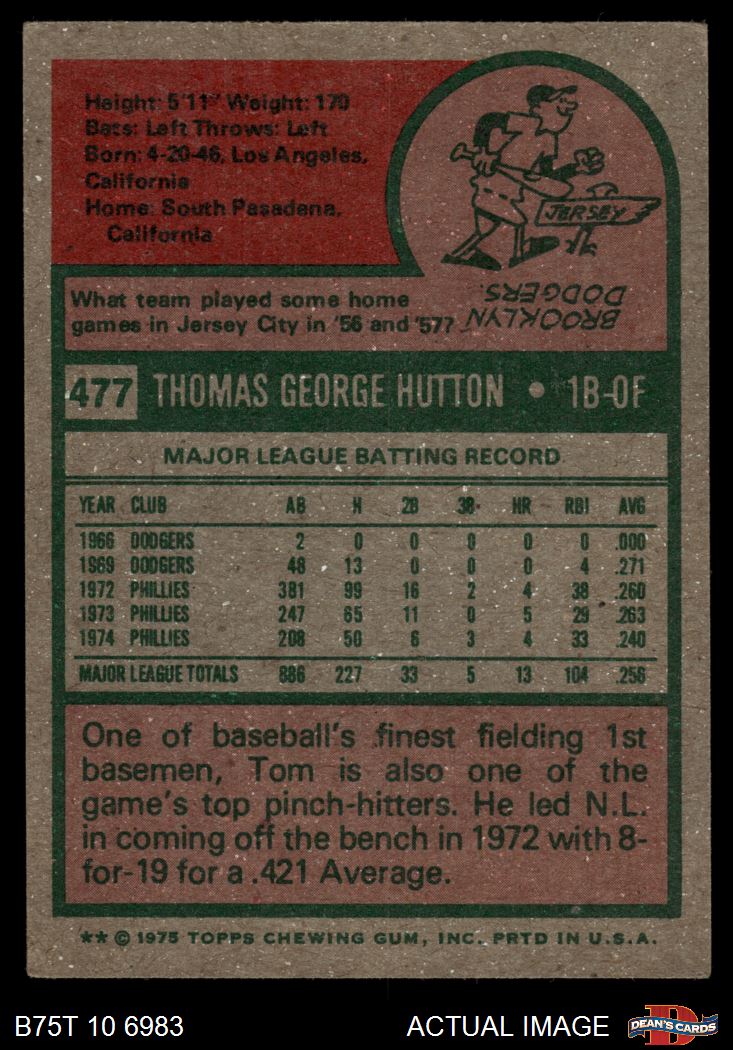 Height: 5'11" Weight: 170
Bats: Left Throws: Left
Born: 4-20-46, Los Angeles,
California
Home: South Pasadena,
California
JERSEY
What team played some home
games in Jersey City in '56 and '57?
BROOKLYN
DODGERS.
477 THOMAS GEORGE HUTTON • 1B-OF
MAJOR LEAGUE BATTING RECORD
YEAR CLUB AB H 2B 3B HR RBI AVG
1966 DODGERS 2 0 0 0 0 0 .000
1969 DODGERS 48 13 0 0 0 4 .271
1972 PHILLIES 381 99 16 2 4 38 .260
1973 PHILLIES 247 65 11 0 5 29 .263
1974 PHILLIES 208 50 6 3 4 33 .240
MAJOR LEAGUE TOTALS 886 227 33 5 13 104 .256
One of baseball's finest fielding 1st
basemen, Tom is also one of the
game's top pinch-hitters. He led N.L.
in coming off the bench in 1972 with 8-
for-19 for a .421 Average.
** © 1975 TOPPS CHEWING GUM, INC. PRTD IN U.S.A.
B75T 10 6983 ACTUAL IMAGE
DEAN'S CARDS